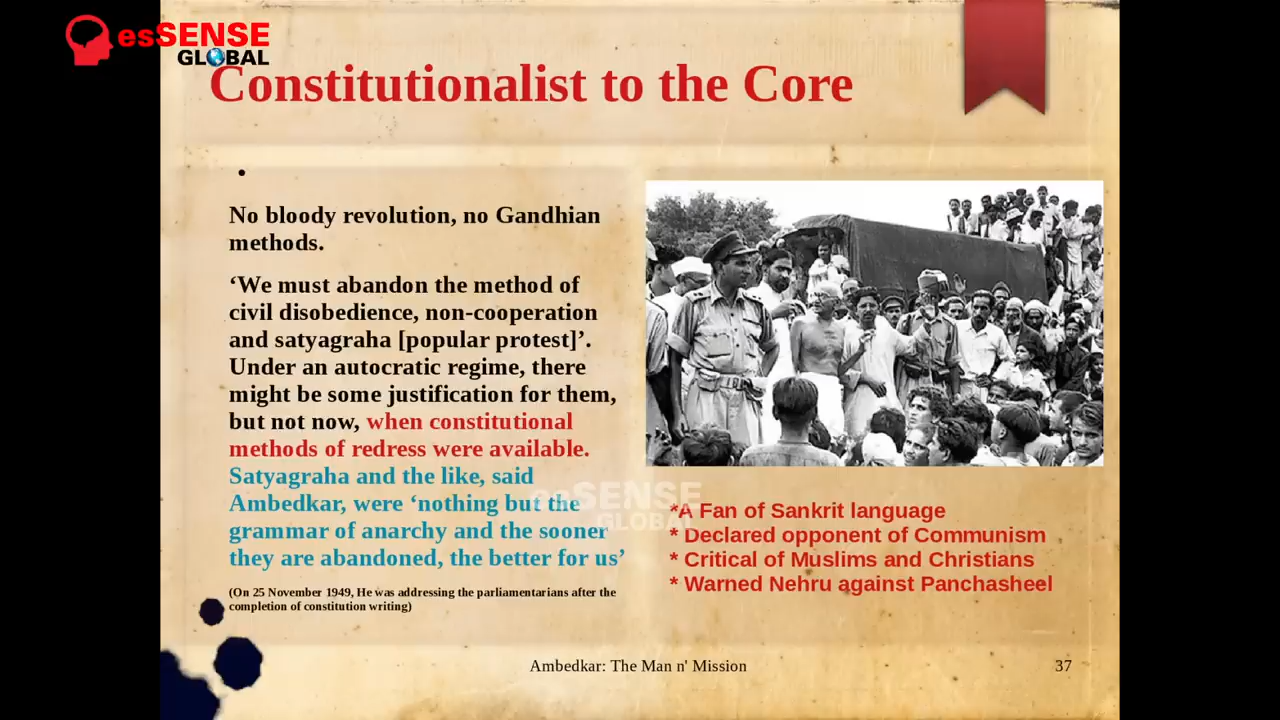 esSENSE
GLOBAL
Constitutionalist to the Core
•
No bloody revolution, no Gandhian
methods.
‘We must abandon the method of
civil disobedience, non-cooperation
and satyagraha [popular protest]’.
Under an autocratic regime, there
might be some justification for them,
but not now, when constitutional
methods of redress were available.
Satyagraha and the like, said
Ambedkar, were ‘nothing but the
grammar of anarchy and the sooner
they are abandoned, the better for us’
(On 25 November 1949, He was addressing the parliamentarians after the
completion of constitution writing)
esSENSE
GLOBAL
*A Fan of Sankrit language
* Declared opponent of Communism
* Critical of Muslims and Christians
* Warned Nehru against Panchasheel
Ambedkar: The Man n' Mission
37